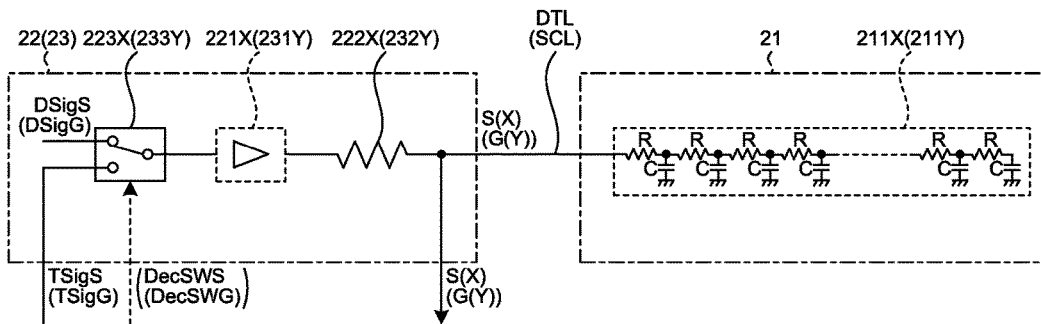 DTL
(SCL)
22(23) 223X(233Y) 221X(231Y) 222X(232Y) 21 211X(211Y)
DSigS
(DSigG)
S(X)
(G(Y))
R R R R R R
C C C C C C
TSigS
(TSigG)
(DecSWS
(DecSWG))
S(X)
(G(Y))